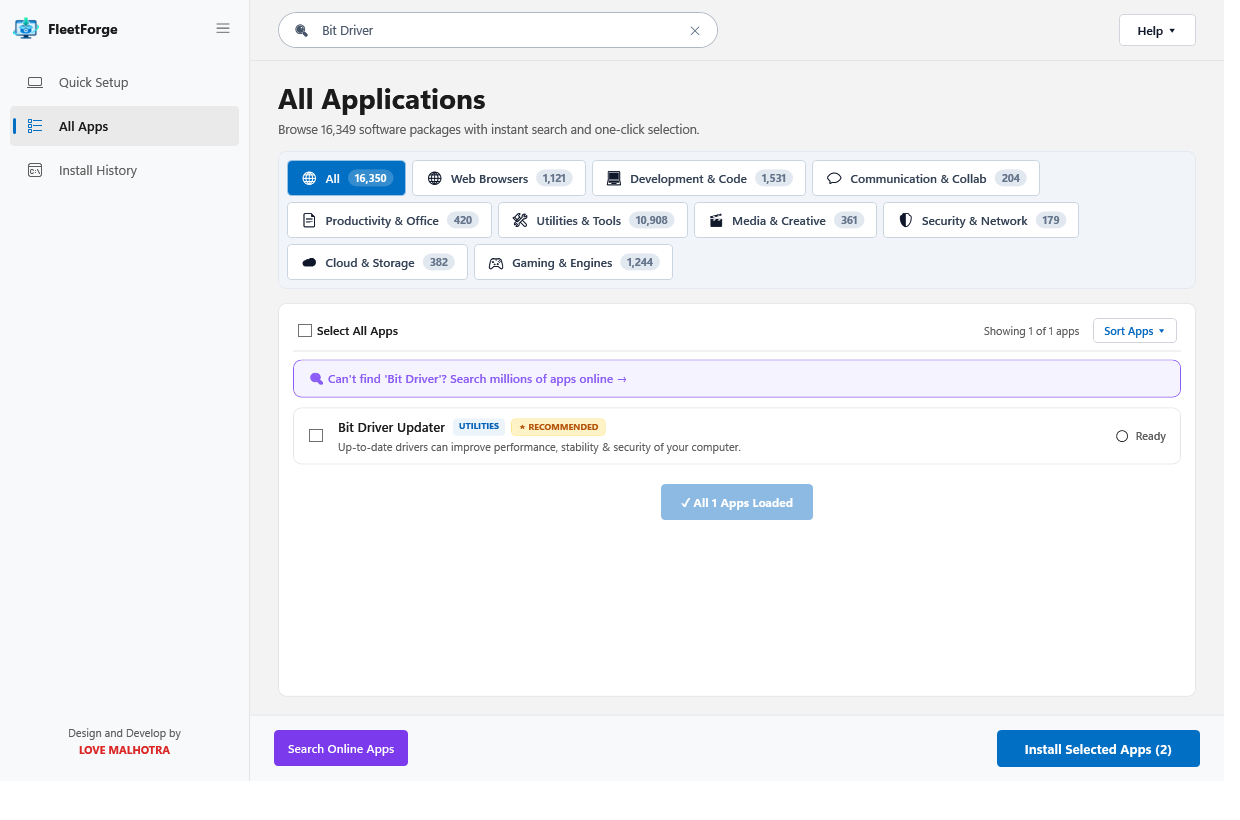 FleetForge
Quick Setup
All Apps
Install History
Design and Develop by
LOVE MALHOTRA
Bit Driver
Help
All Applications
Browse 16,349 software packages with instant search and one-click selection.
All 16,350
Web Browsers 1,121
Development & Code 1,531
Communication & Collab 204
Productivity & Office 420
Utilities & Tools 10,908
Media & Creative 361
Security & Network 179
Cloud & Storage 382
Gaming & Engines 1,244
Select All Apps
Showing 1 of 1 apps
Sort Apps
Can't find 'Bit Driver'? Search millions of apps online →
Bit Driver Updater UTILITIES ★ RECOMMENDED
Up-to-date drivers can improve performance, stability & security of your computer.
Ready
✓ All 1 Apps Loaded
Search Online Apps
Install Selected Apps (2)